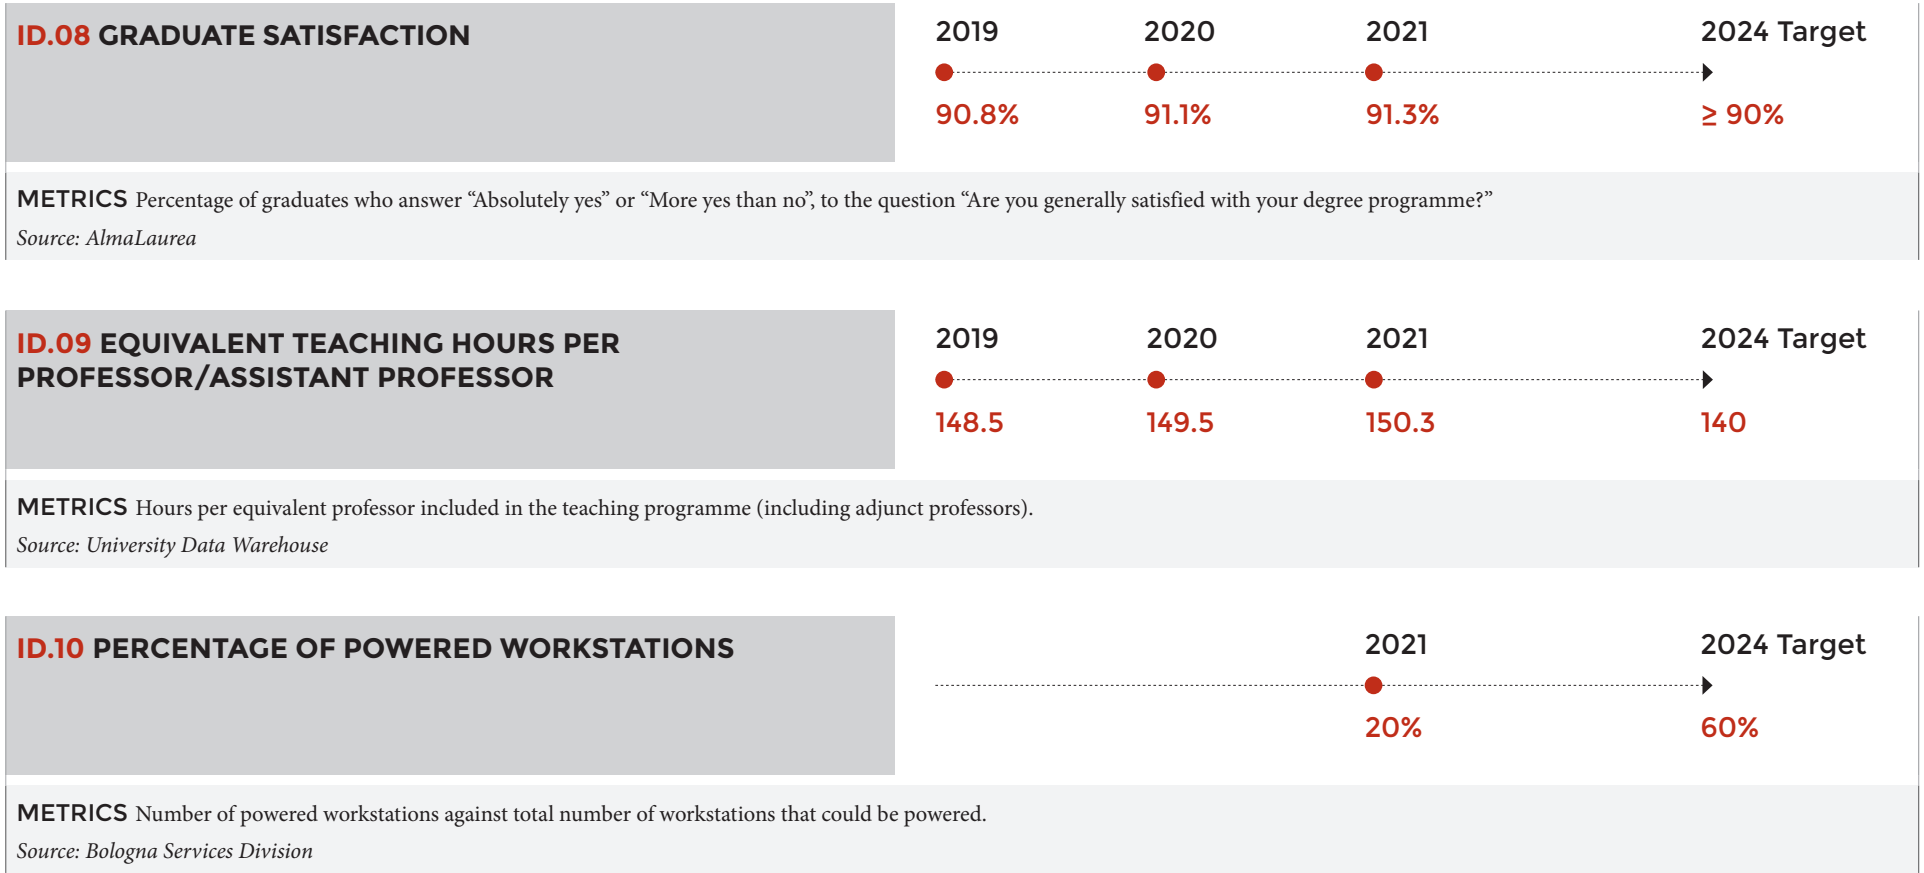 ID.08 GRADUATE SATISFACTION
2019 2020 2021 2024 Target
90.8% 91.1% 91.3% ≥ 90%
METRICS Percentage of graduates who answer “Absolutely yes” or “More yes than no”, to the question “Are you generally satisfied with your degree programme?”
Source: AlmaLaurea
ID.09 EQUIVALENT TEACHING HOURS PER
PROFESSOR/ASSISTANT PROFESSOR
2019 2020 2021 2024 Target
148.5 149.5 150.3 140
METRICS Hours per equivalent professor included in the teaching programme (including adjunct professors).
Source: University Data Warehouse
ID.10 PERCENTAGE OF POWERED WORKSTATIONS
2021 2024 Target
20% 60%
METRICS Number of powered workstations against total number of workstations that could be powered.
Source: Bologna Services Division